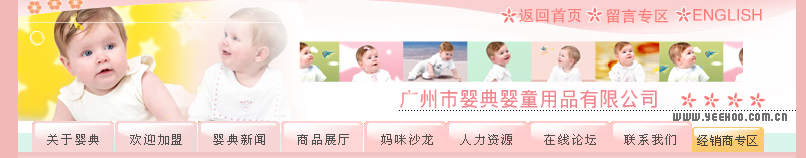 返回首页 留言专区 ENGLISH
广州市婴典婴童用品有限公司
www.YEEHOO.com.cn
关于婴典 欢迎加盟 婴典新闻 商品展厅 妈咪沙龙 人力资源 在线论坛 联系我们 经销商专区